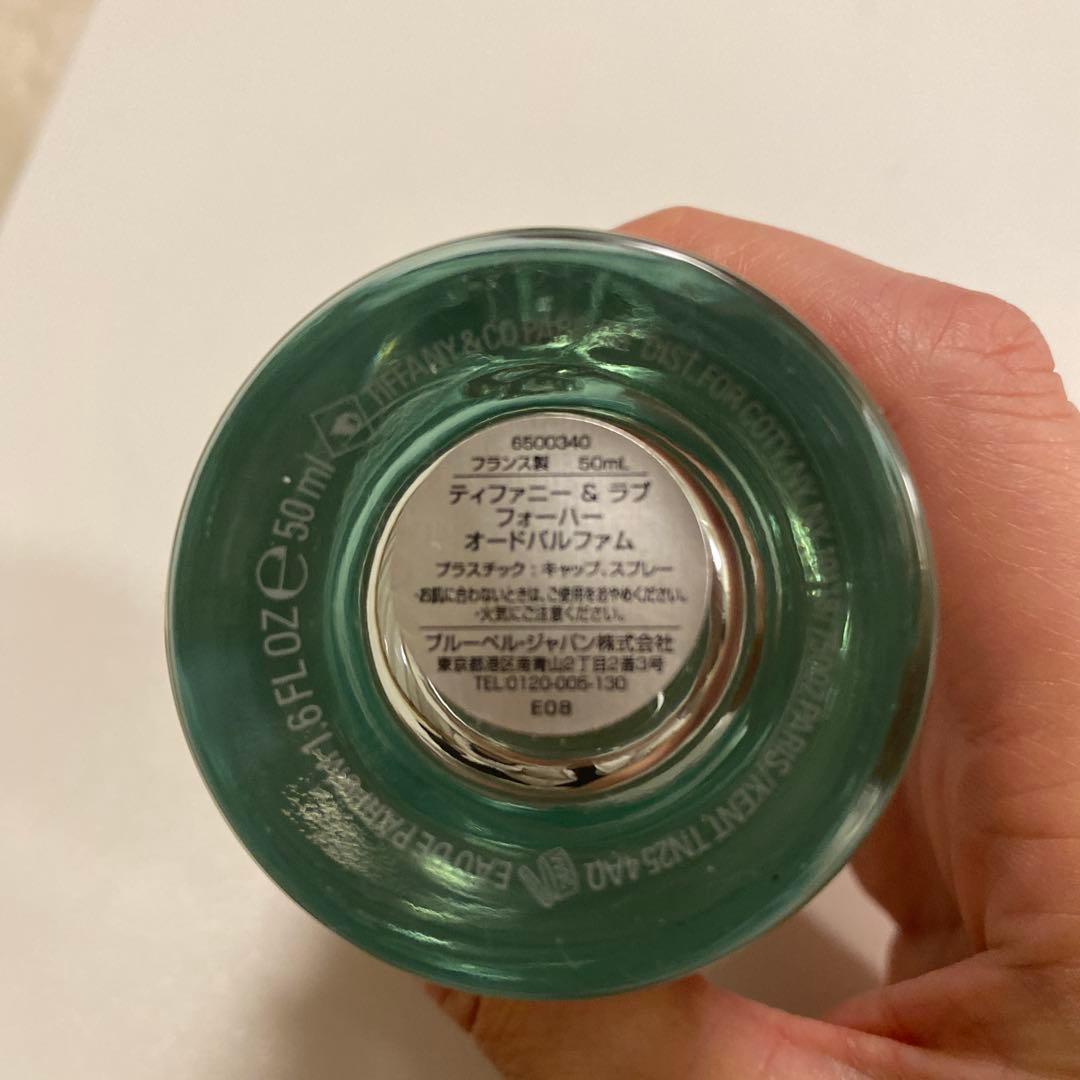 6500340
フランス製 50mL
ティファニー & ラブ
フォーハー
オードパルファム
プラスチック：キャップ、スプレー
・お肌に合わないときは、ご使用をおやめください。
・火気にご注意ください。
ブルーベル・ジャパン株式会社
東京都港区南青山2丁目2番3号
TEL:0120-005-130
E08
TIFFANY & CO.
DIST. FOR COTY, NY, NY
PARIS/KENT, TN25 4AQ
EAU DE
1.6 FL OZ e 50 ml